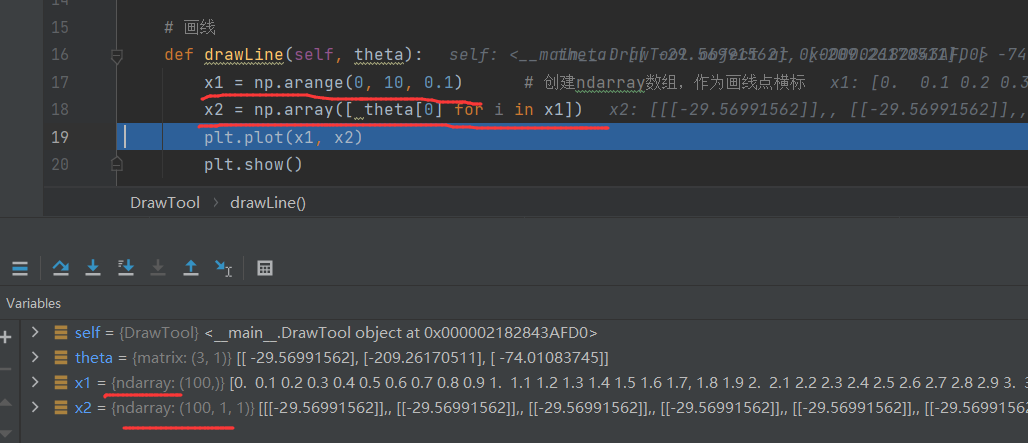 14
15 # 画线
16 def drawLine(self, theta): self: <__main__.DrawTool object at 0x000002182843AFD0> theta: [[ -29.56991562], [-209.26170511], [ -74
17 x1 = np.arange(0, 10, 0.1) # 创建ndarray数组，作为画线点横标 x1: [0. 0.1 0.2 0.3
18 x2 = np.array([ theta[0] for i in x1]) x2: [[[-29.56991562]],, [[-29.56991562]],,
19 plt.plot(x1, x2)
20 plt.show()
DrawTool › drawLine()
Variables
self = {DrawTool} <__main__.DrawTool object at 0x000002182843AFD0>
theta = {matrix: (3, 1)} [[ -29.56991562], [-209.26170511], [ -74.01083745]]
x1 = {ndarray: (100,)} [0. 0.1 0.2 0.3 0.4 0.5 0.6 0.7 0.8 0.9 1. 1.1 1.2 1.3 1.4 1.5 1.6 1.7, 1.8 1.9 2. 2.1 2.2 2.3 2.4 2.5 2.6 2.7 2.8 2.9 3. 3
x2 = {ndarray: (100, 1, 1)} [[[-29.56991562]],, [[-29.56991562]],, [[-29.56991562]],, [[-29.56991562]],, [[-29.56991562]],, [[-29.56991562